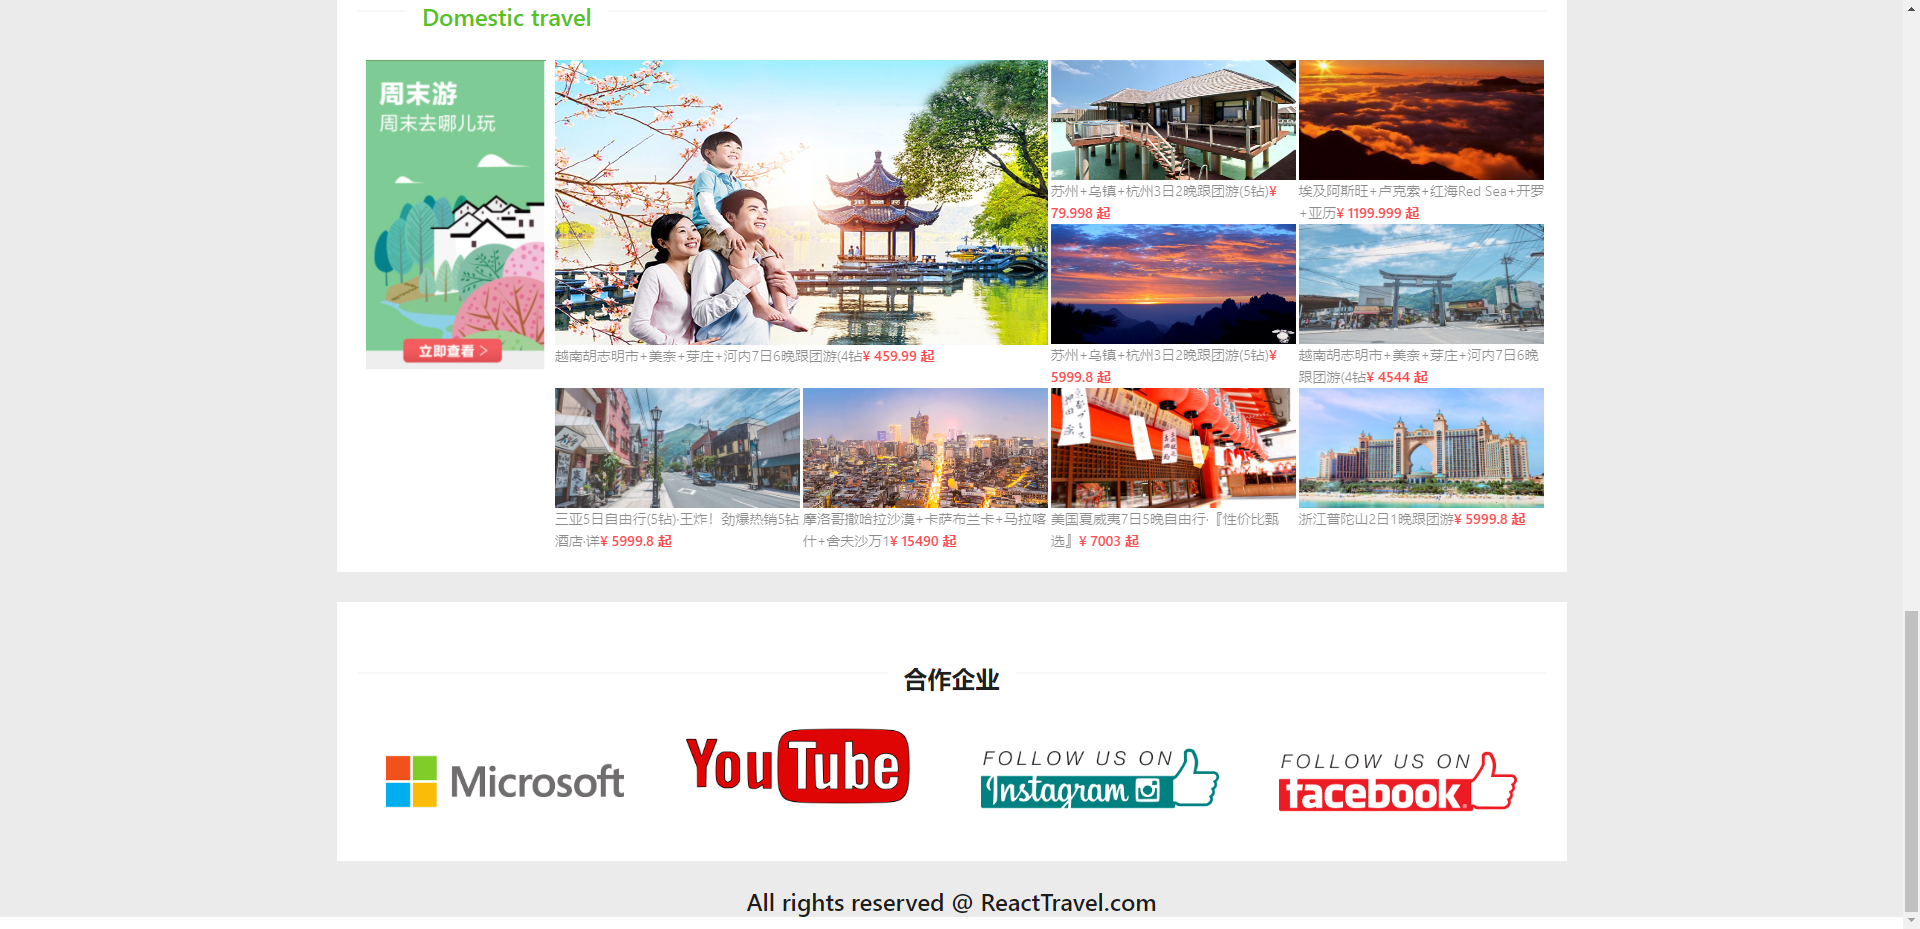 Domestic travel
周末游
周末去哪儿玩
立即查看 >
越南胡志明市+美奈+芽庄+河内7日6晚跟团游(4钻¥ 459.99 起
苏州+乌镇+杭州3日2晚跟团游(5钻)¥
79.998 起
埃及阿斯旺+卢克索+红海Red Sea+开罗
+亚历¥ 1199.999 起
苏州+乌镇+杭州3日2晚跟团游(5钻)¥
5999.8 起
越南胡志明市+美奈+芽庄+河内7日6晚
跟团游(4钻¥ 4544 起
三亚5日自由行(5钻)·王炸！劲爆热销5钻
酒店·详¥ 5999.8 起
摩洛哥撒哈拉沙漠+卡萨布兰卡+马拉喀
什+舍夫沙万1¥ 15490 起
美国夏威夷7日5晚自由行·『性价比甄
选』¥ 7003 起
浙江普陀山2日1晚跟团游¥ 5999.8 起
合作企业
Microsoft
YouTube
FOLLOW US ON
Instagram
FOLLOW US ON
facebook
All rights reserved @ ReactTravel.com